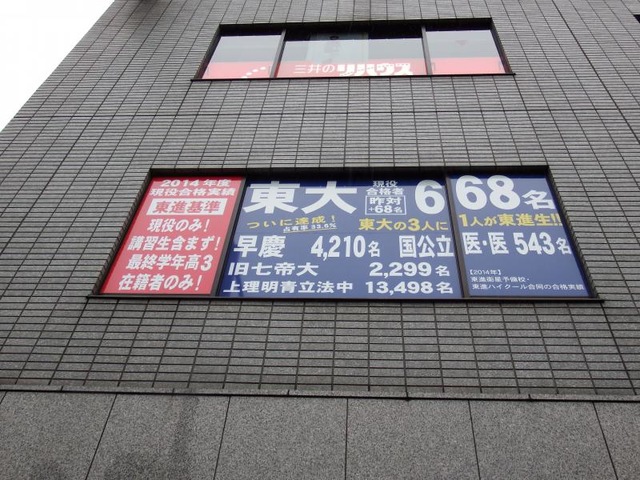 三井のリハウス
2014年度
現役合格実績
東進基準
現役のみ!
講習生含まず!
最終学年高3
在籍者のみ!
東大 現役合格者 昨対+68名 668名
ついに達成! 占有率33.6% 東大の3人に1人が東進生!!
早慶 4,210名 国公立医・医 543名
旧七帝大 2,299名
上理明青立法中 13,498名
【2014年】
東進衛星予備校・
東進ハイスクール合同の合格実績